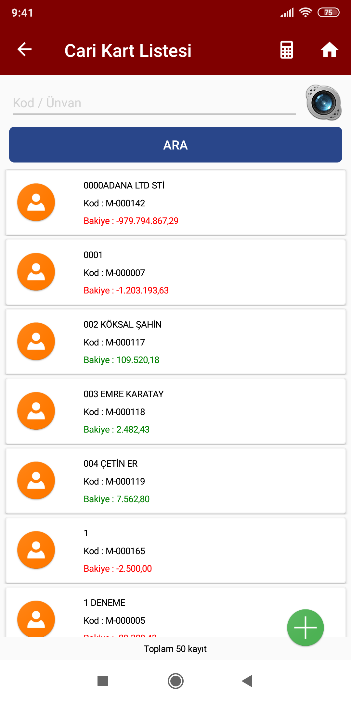 9:41
75
Cari Kart Listesi
Kod / Ünvan
ARA
0000ADANA LTD STİ
Kod : M-000142
Bakiye : -979.794.867,29
0001
Kod : M-000007
Bakiye : -1.203.193,63
002 KÖKSAL ŞAHİN
Kod : M-000117
Bakiye : 109.520,18
003 EMRE KARATAY
Kod : M-000118
Bakiye : 2.482,43
004 ÇETİN ER
Kod : M-000119
Bakiye : 7.562,80
1
Kod : M-000165
Bakiye : -2.500,00
1 DENEME
Kod : M-000005
Toplam 50 kayıt